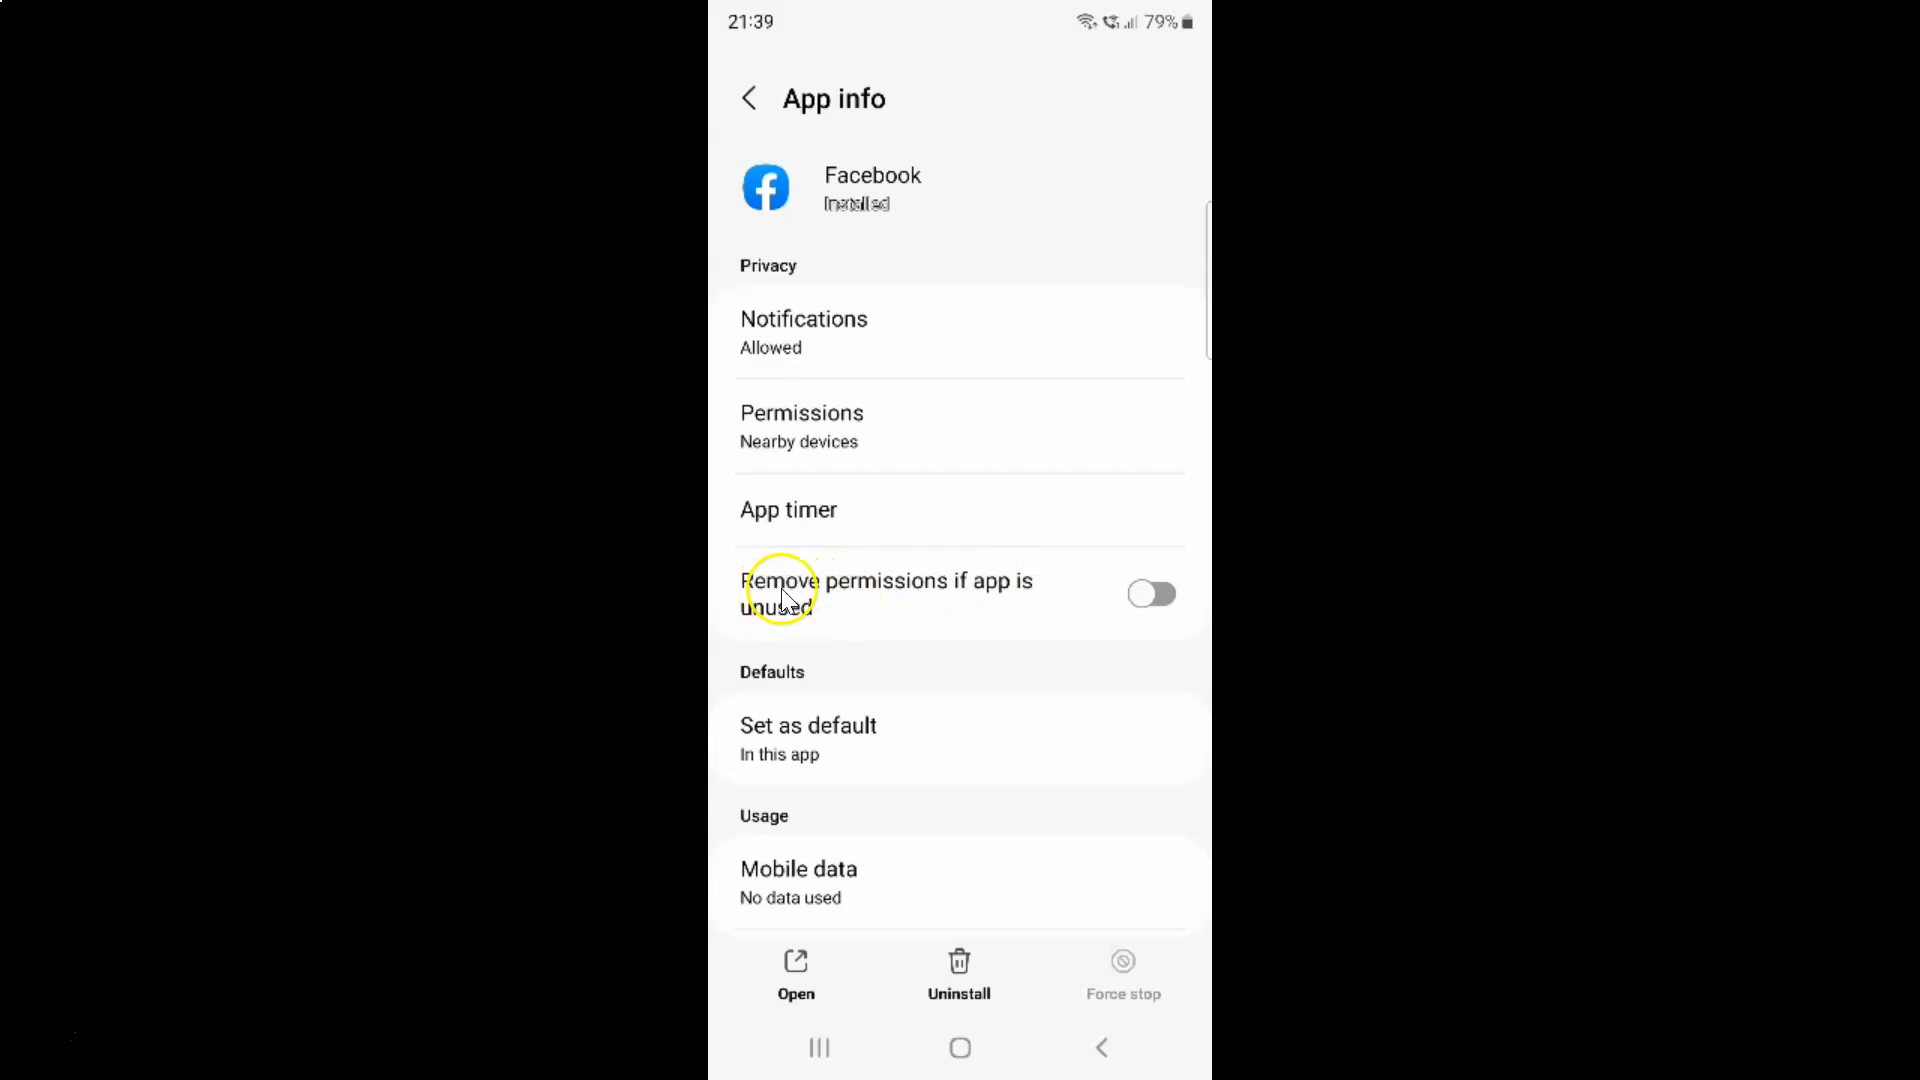 21:39
79%
App info
Facebook
Installed
Privacy
Notifications
Allowed
Permissions
Nearby devices
App timer
Remove permissions if app is
unused
Defaults
Set as default
In this app
Usage
Mobile data
No data used
Open
Uninstall
Force stop